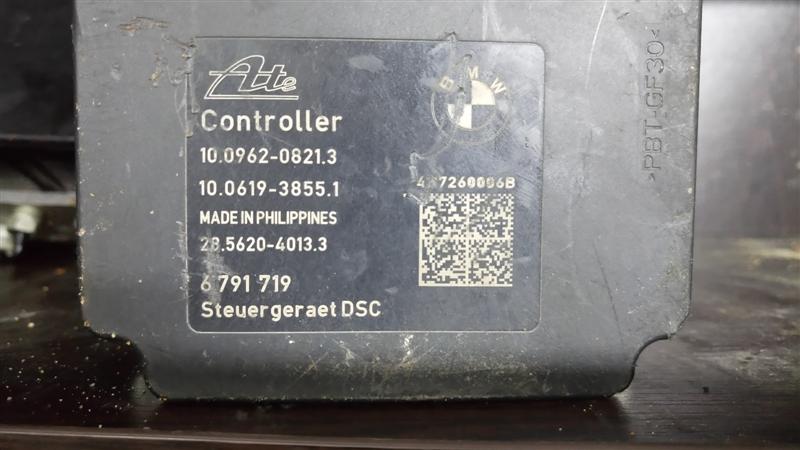 Ate
BMW
Controller
10.0962-0821.3
10.0619-3855.1
MADE IN PHILIPPINES
28.5620-4013.3
6 791 719
Steuergeraet DSC
>PBT-GF30<